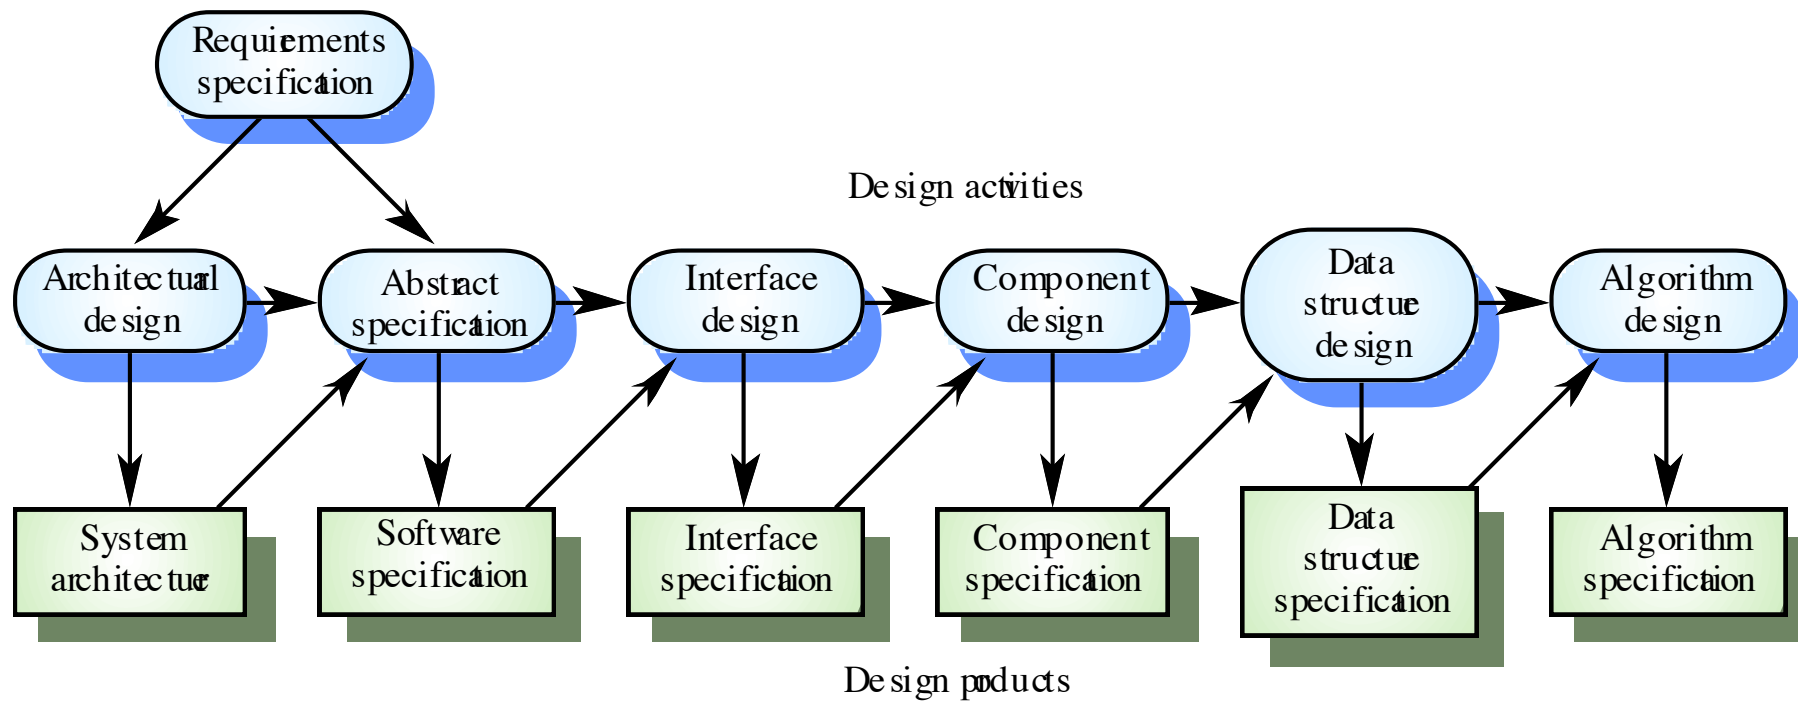 Requirements
specification
Design activities
Architectural
design
Abstract
specification
Interface
design
Component
design
Data
structure
design
Algorithm
design
System
architecture
Software
specification
Interface
specification
Component
specification
Data
structure
specification
Algorithm
specification
Design products